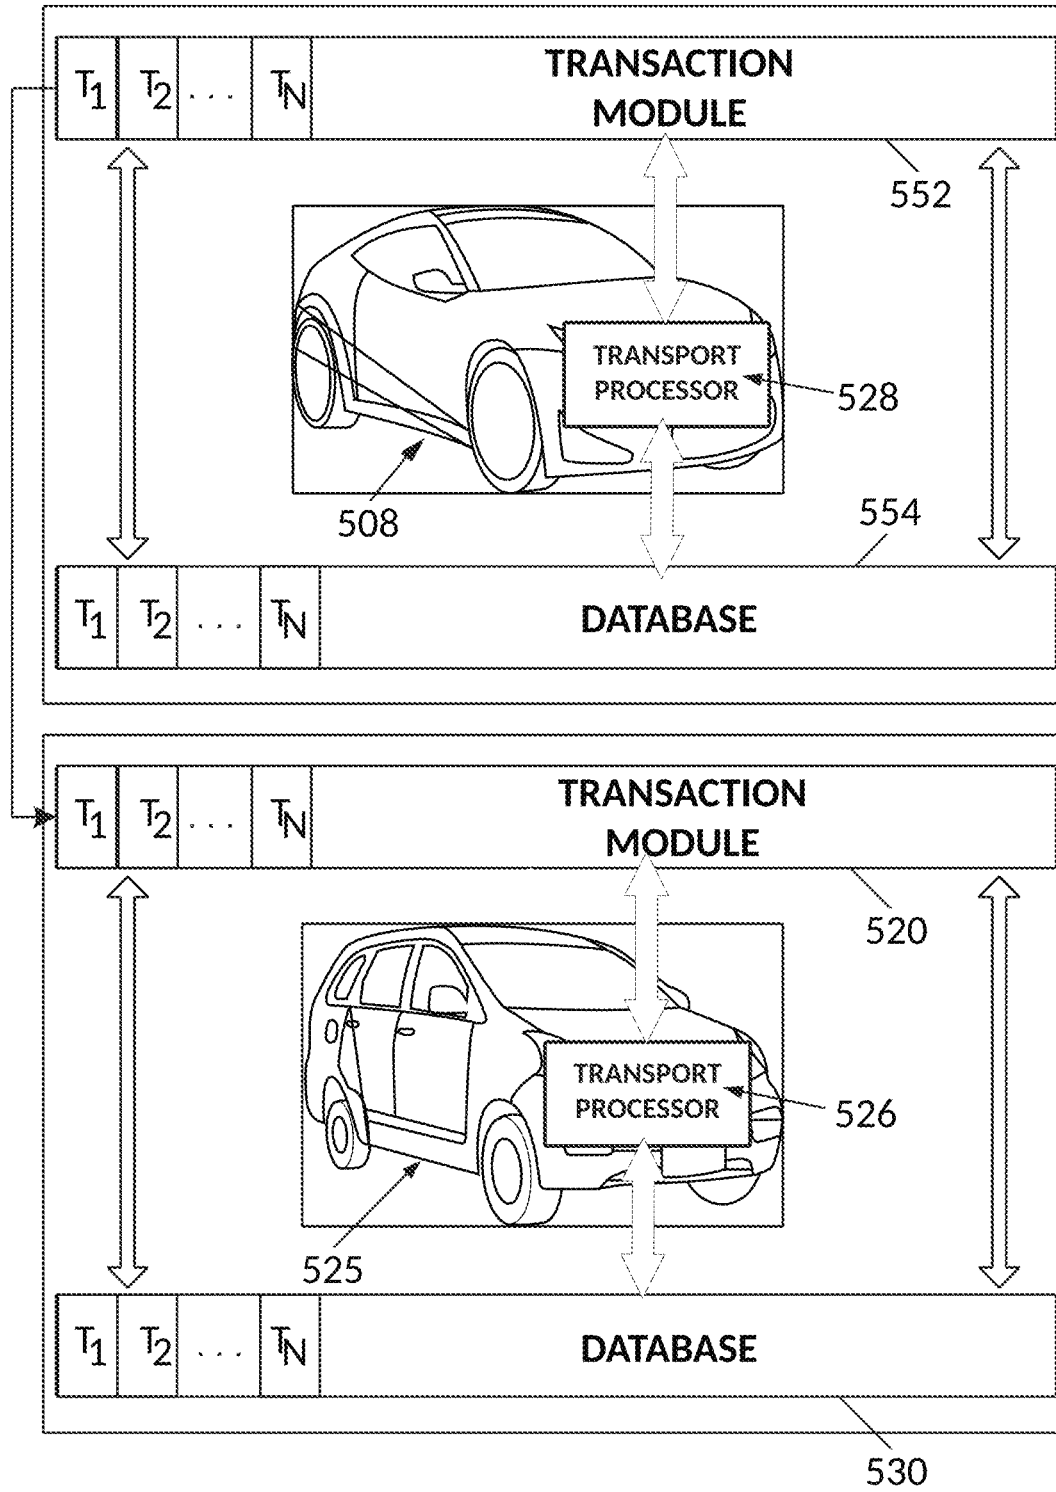 T1 T2 ... TN TRANSACTION
MODULE
552
TRANSPORT
PROCESSOR
528
508
554
T1 T2 ... TN DATABASE
T1 T2 ... TN TRANSACTION
MODULE
520
TRANSPORT
PROCESSOR
526
525
T1 T2 ... TN DATABASE
530